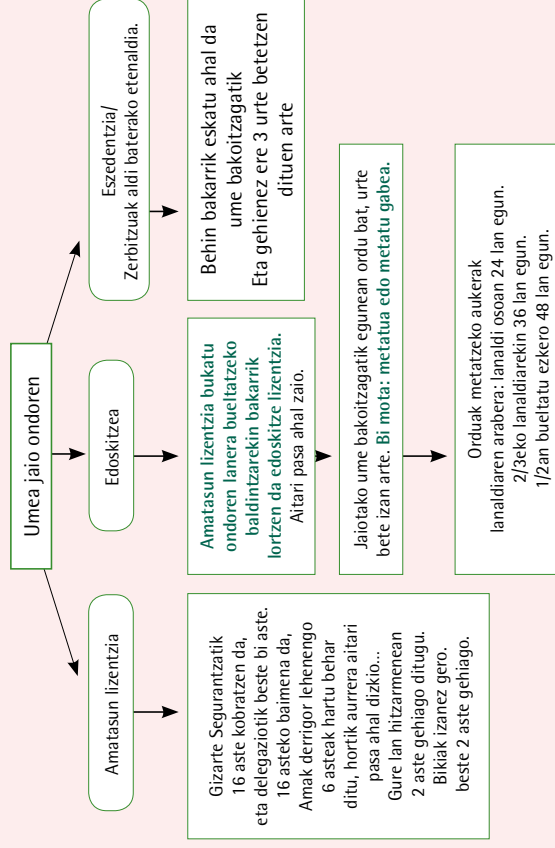 Umea jaio ondoren
Amatasun lizentzia
Gizarte Segurantzatik
16 aste kobratzen da,
eta delegaziotik beste bi aste.
16 asteko baimena da,
Amak derrigor lehenengo
6 asteak hartu behar
ditu, hortik aurrera aitari
pasa ahal dizkio...
Gure lan hitzarmenean
2 aste gehiago ditugu.
Bikiak izanez gero.
beste 2 aste gehiago.
Edoskitzea
Amatasun lizentzia bukatu
ondoren lanera bueltatzeko
baldintzarekin bakarrik
lortzen da edoskitze lizentzia.
Aitari pasa ahal zaio.
Jaiotako ume bakoitzagatik egunean ordu bat, urte
bete izan arte. Bi mota: metatua edo metatu gabea.
Orduak metatzeko aukerak
lanaldiaren arabera: lanaldi osoan 24 lan egun.
2/3eko lanaldiarekin 36 lan egun.
1/2an bueltatu ezkero 48 lan egun.
Eszedentzia/
Zerbitzuak aldi baterako etenaldia.
Behin bakarrik eskatu ahal da
ume bakoitzagatik
Eta gehienez ere 3 urte betetzen
dituen arte